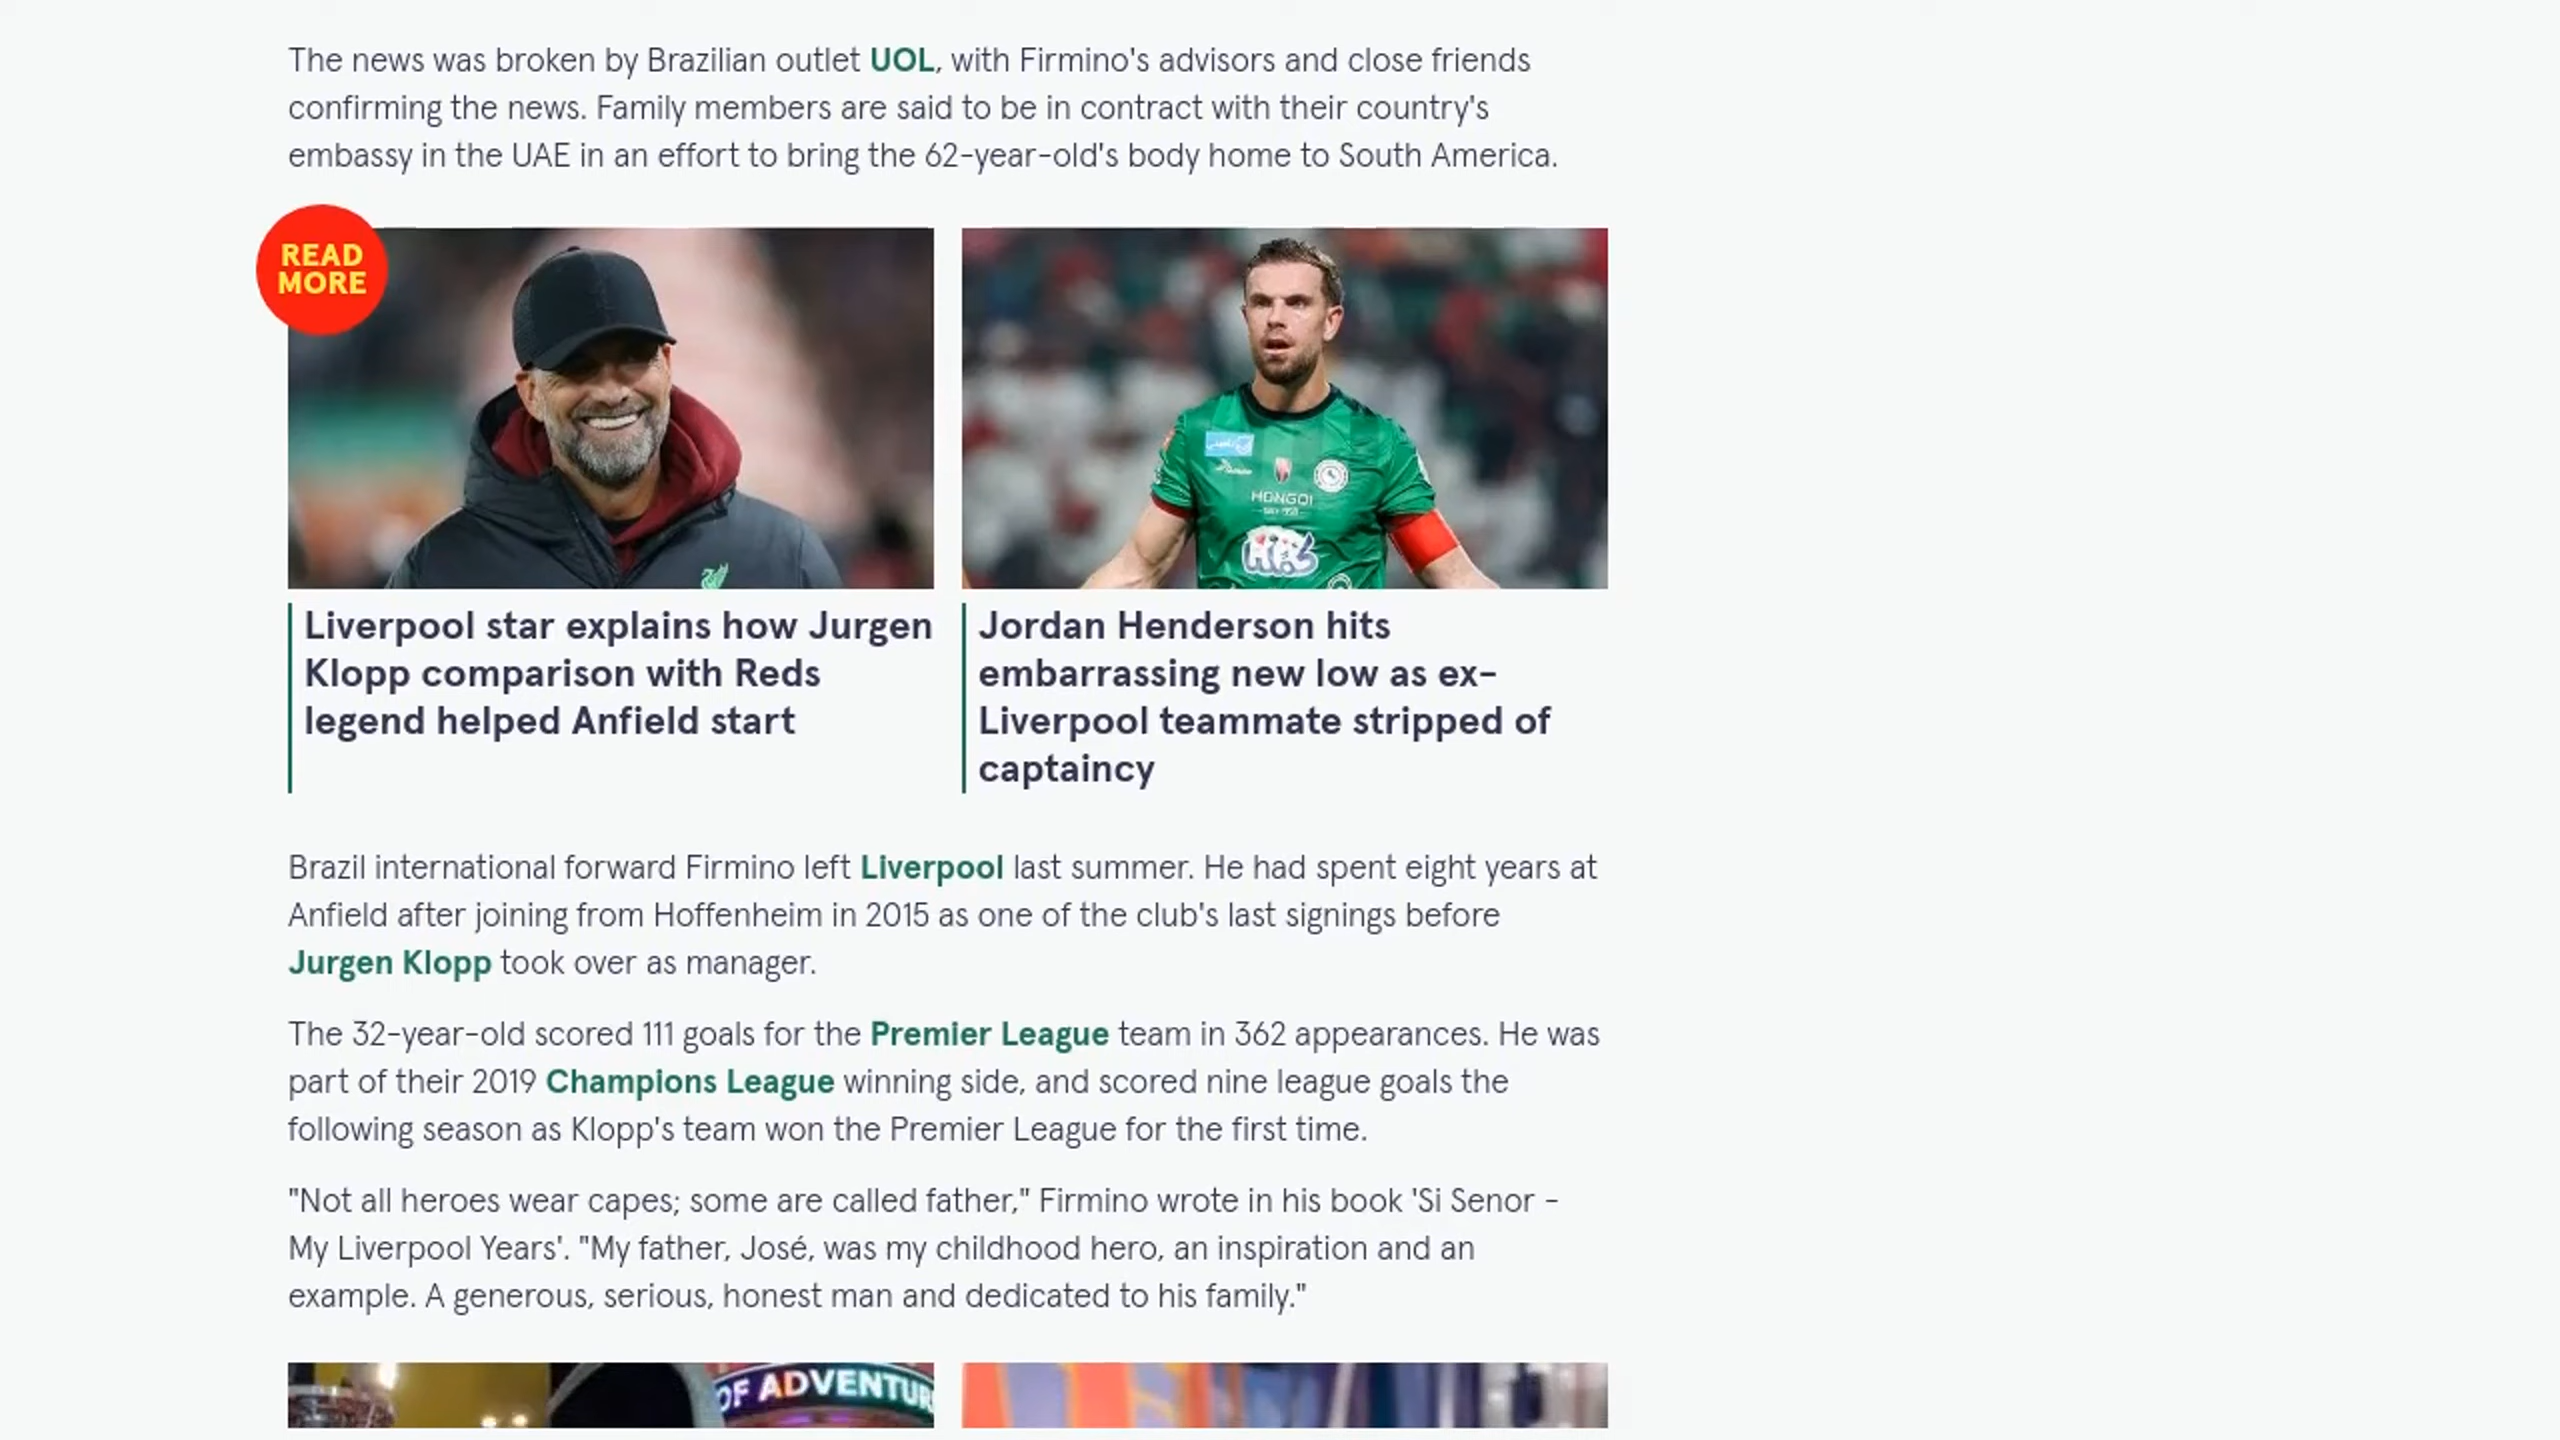 The news was broken by Brazilian outlet UOL, with Firmino's advisors and close friends
confirming the news. Family members are said to be in contract with their country's
embassy in the UAE in an effort to bring the 62-year-old's body home to South America.
READ
MORE
HONGOI
Liverpool star explains how Jurgen
Klopp comparison with Reds
legend helped Anfield start
Jordan Henderson hits
embarrassing new low as ex-
Liverpool teammate stripped of
captaincy
Brazil international forward Firmino left Liverpool last summer. He had spent eight years at
Anfield after joining from Hoffenheim in 2015 as one of the club's last signings before
Jurgen Klopp took over as manager.
The 32-year-old scored 111 goals for the Premier League team in 362 appearances. He was
part of their 2019 Champions League winning side, and scored nine league goals the
following season as Klopp's team won the Premier League for the first time.
"Not all heroes wear capes; some are called father," Firmino wrote in his book 'Si Senor -
My Liverpool Years'. "My father, José, was my childhood hero, an inspiration and an
example. A generous, serious, honest man and dedicated to his family."
OF ADVENTUR